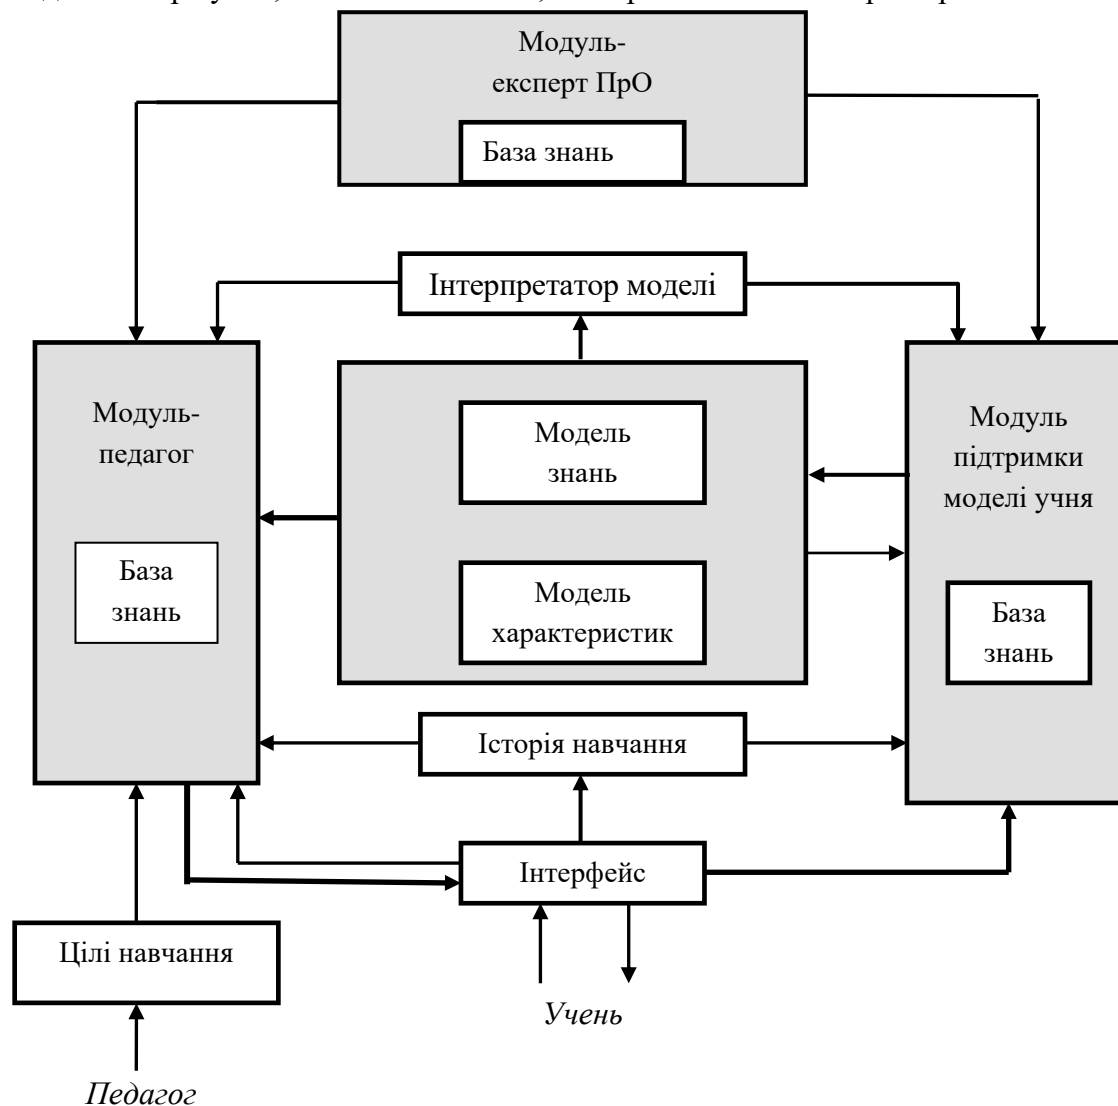 Модуль-
експерт ПрО
База знань
Інтерпретатор моделі
Модуль-
педагог
База
знань
Модель
знань
Модель
характеристик
Модуль
підтримки
моделі учня
База
знань
Історія навчання
Інтерфейс
Цілі навчання
Учень
Педагог